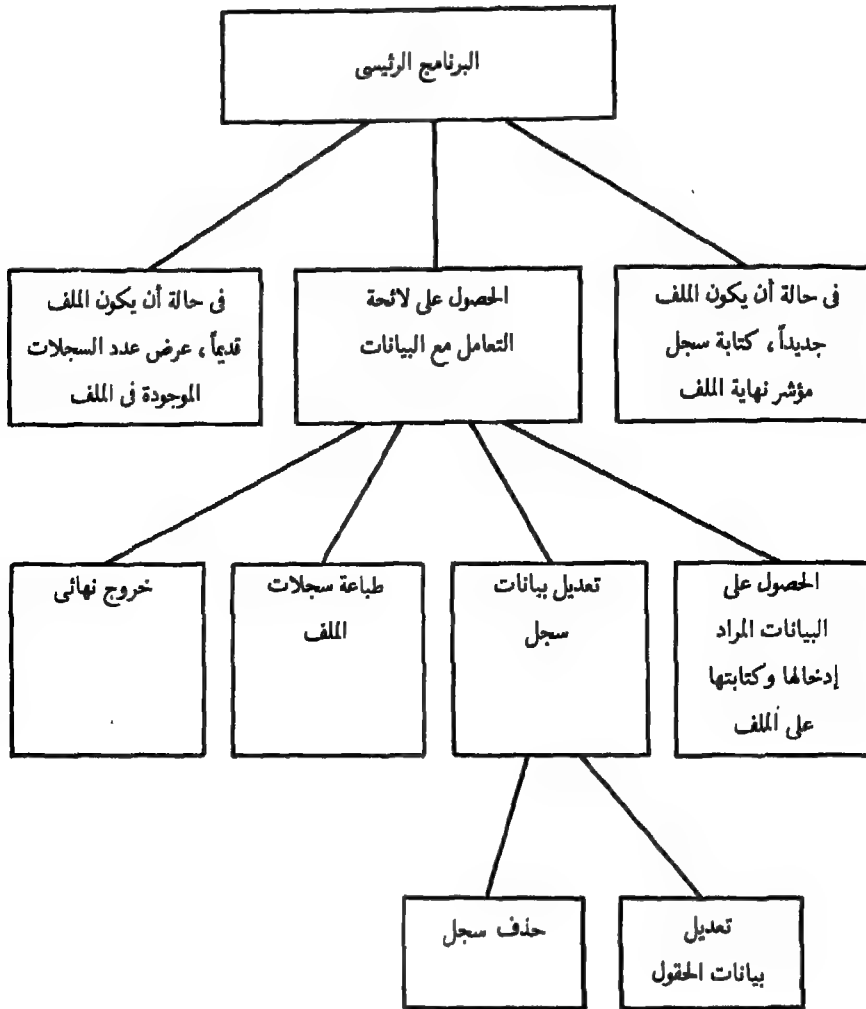 البرنامج الرئيسى
فى حالة أن يكون الملف
جديداً ، كتابة سجل
مؤشر نهاية الملف
الحصول على لائحة
التعامل مع البيانات
فى حالة أن يكون الملف
قديماً ، عرض عدد السجلات
الموجودة فى الملف
الحصول على
البيانات المراد
إدخالها وكتابتها
على الملف
تعديل بيانات
سجل
طباعة سجلات
الملف
خروج نهائى
تعديل
بيانات الحقول
حذف سجل